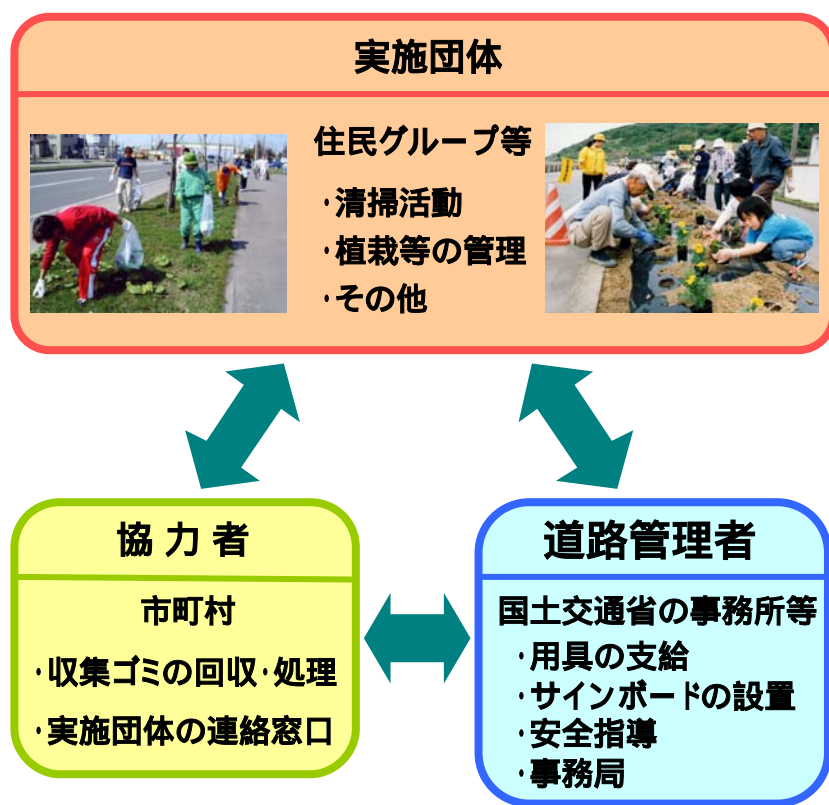 実施団体
住民グループ等
・清掃活動
・植栽等の管理
・その他
協力者
市町村
・収集ゴミの回収・処理
・実施団体の連絡窓口
道路管理者
国土交通省の事務所等
・用具の支給
・サインボードの設置
・安全指導
・事務局